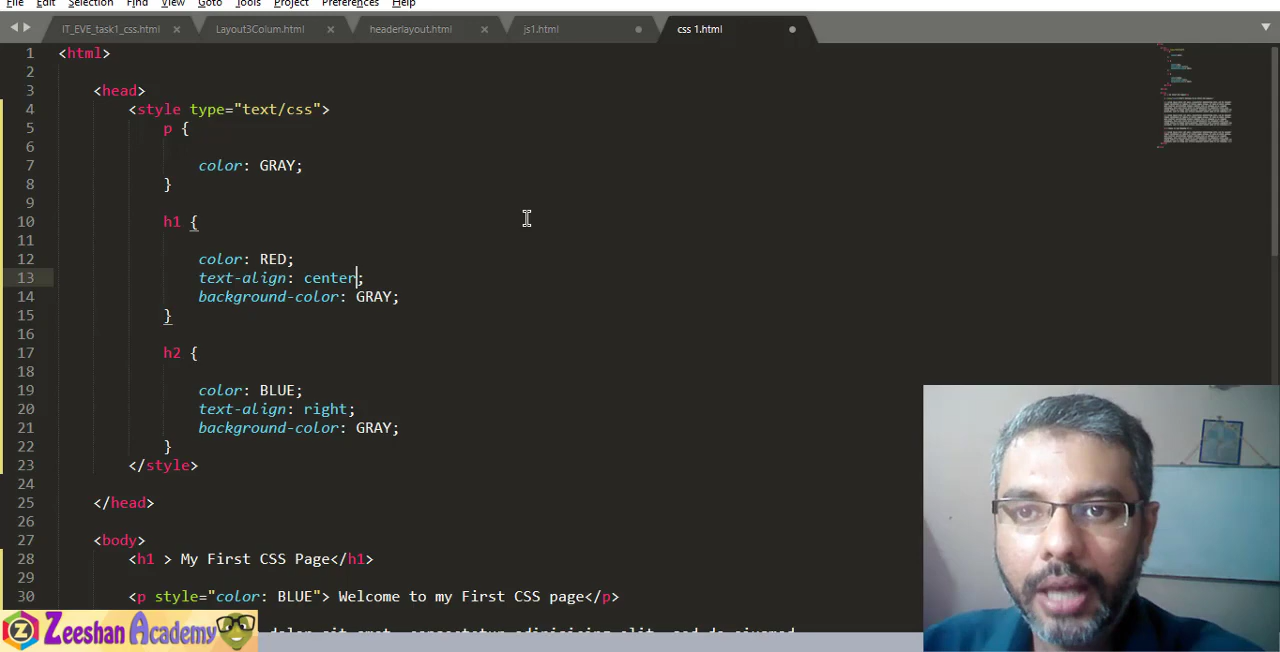 File Edit Selection Find View Goto Tools Project Preferences Help
IT_EVE_task1_css.html Layout3Colum.html headerlayout.html js1.html css 1.html
1 <html>
2
3 <head>
4 <style type="text/css">
5 p {
6
7 color: GRAY;
8 }
9
10 h1 {
11
12 color: RED;
13 text-align: center;
14 background-color: GRAY;
15 }
16
17 h2 {
18
19 color: BLUE;
20 text-align: right;
21 background-color: GRAY;
22 }
23 </style>
24
25 </head>
26
27 <body>
28 <h1 > My First CSS Page</h1>
29
30 <p style="color: BLUE"> Welcome to my First CSS page</p>
Zeeshan Academy